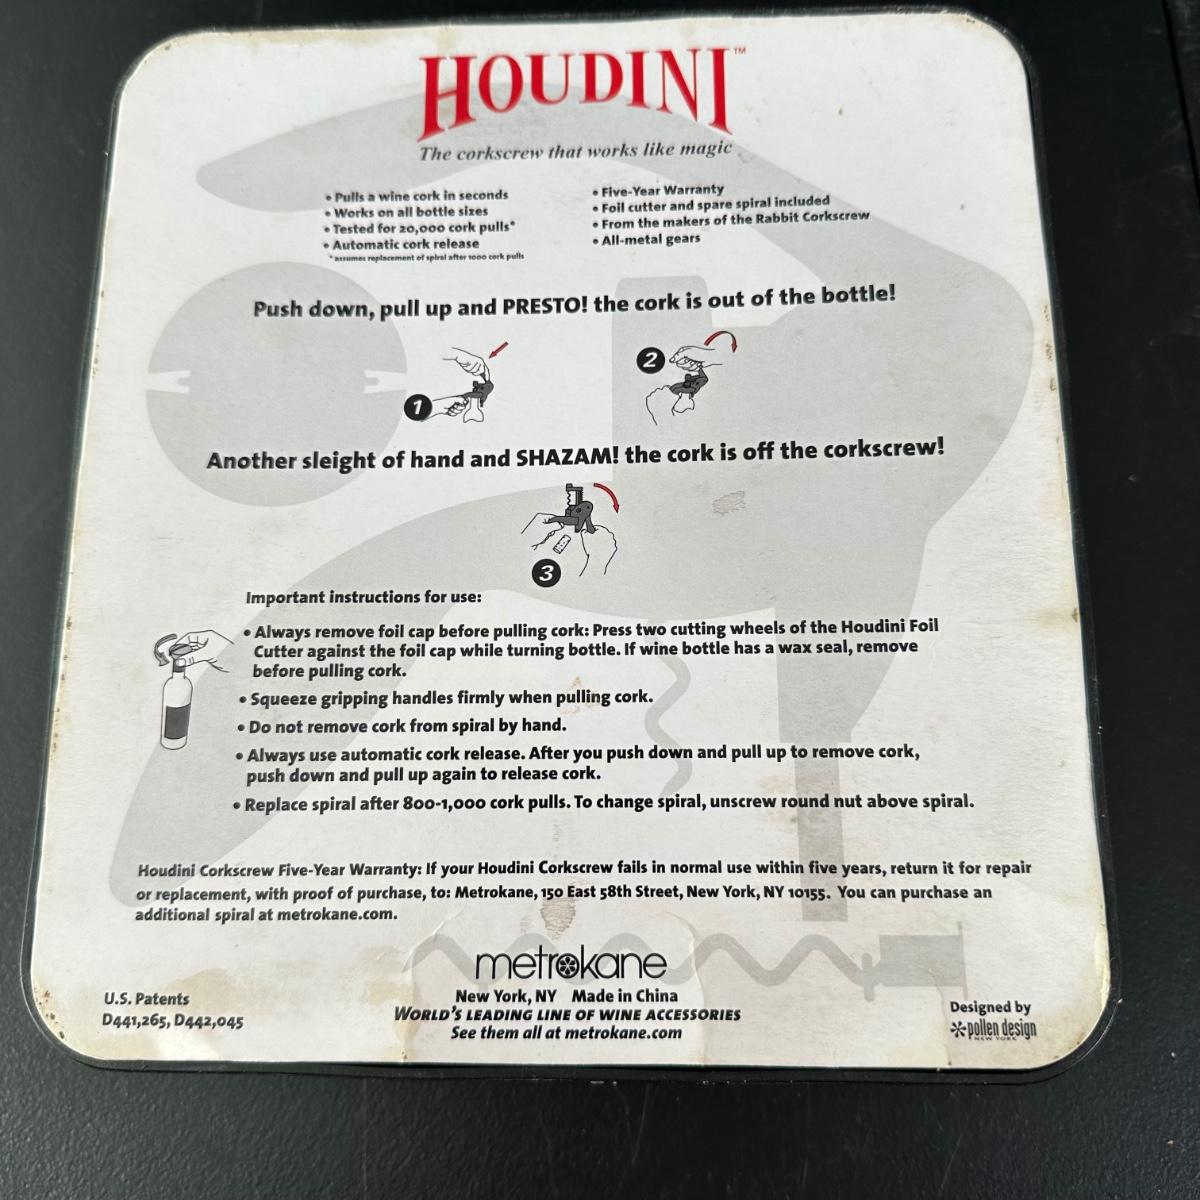 HOUDINI™
The corkscrew that works like magic
• Pulls a wine cork in seconds
• Works on all bottle sizes
• Tested for 20,000 cork pulls*
• Automatic cork release
*assumes replacement of spiral after 1000 cork pulls
• Five-Year Warranty
• Foil cutter and spare spiral included
• From the makers of the Rabbit Corkscrew
• All-metal gears
Push down, pull up and PRESTO! the cork is out of the bottle!
1
2
Another sleight of hand and SHAZAM! the cork is off the corkscrew!
3
Important instructions for use:
• Always remove foil cap before pulling cork: Press two cutting wheels of the Houdini Foil
Cutter against the foil cap while turning bottle. If wine bottle has a wax seal, remove
before pulling cork.
• Squeeze gripping handles firmly when pulling cork.
• Do not remove cork from spiral by hand.
• Always use automatic cork release. After you push down and pull up to remove cork,
push down and pull up again to release cork.
• Replace spiral after 800-1,000 cork pulls. To change spiral, unscrew round nut above spiral.
Houdini Corkscrew Five-Year Warranty: If your Houdini Corkscrew fails in normal use within five years, return it for repair
or replacement, with proof of purchase, to: Metrokane, 150 East 58th Street, New York, NY 10155. You can purchase an
additional spiral at metrokane.com.
metrokane
New York, NY Made in China
WORLD'S LEADING LINE OF WINE ACCESSORIES
See them all at metrokane.com
U.S. Patents
D441,265, D442,045
Designed by
pollen design
NEW YORK